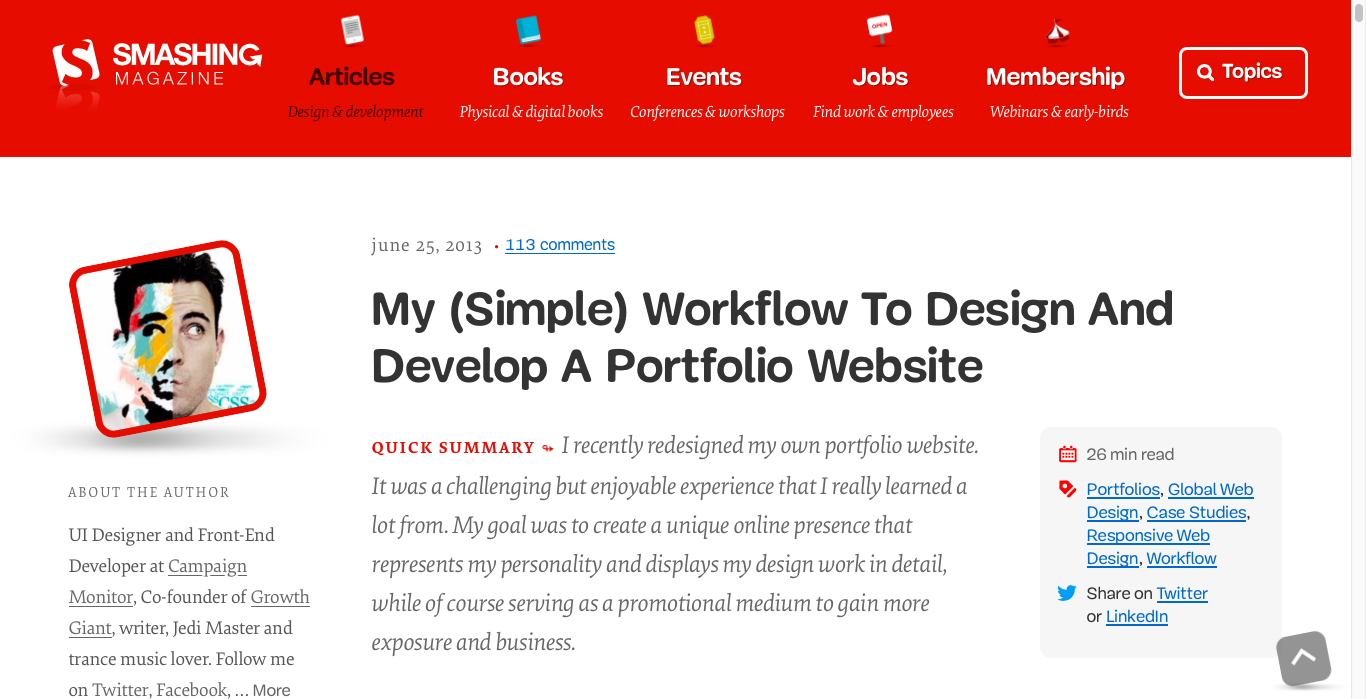 SMASHING
MAGAZINE
Articles
Design & development
Books
Physical & digital books
Events
Conferences & workshops
OPEN
Jobs
Find work & employees
Membership
Webinars & early-birds
Topics
june 25, 2013 • 113 comments
My (Simple) Workflow To Design And
Develop A Portfolio Website
CSS
ABOUT THE AUTHOR
UI Designer and Front-End
Developer at Campaign
Monitor, Co-founder of Growth
Giant, writer, Jedi Master and
trance music lover. Follow me
on Twitter, Facebook, … More
QUICK SUMMARY ↬ I recently redesigned my own portfolio website.
It was a challenging but enjoyable experience that I really learned a
lot from. My goal was to create a unique online presence that
represents my personality and displays my design work in detail,
while of course serving as a promotional medium to gain more
exposure and business.
26 min read
Portfolios, Global Web
Design, Case Studies,
Responsive Web
Design, Workflow
Share on Twitter
or LinkedIn